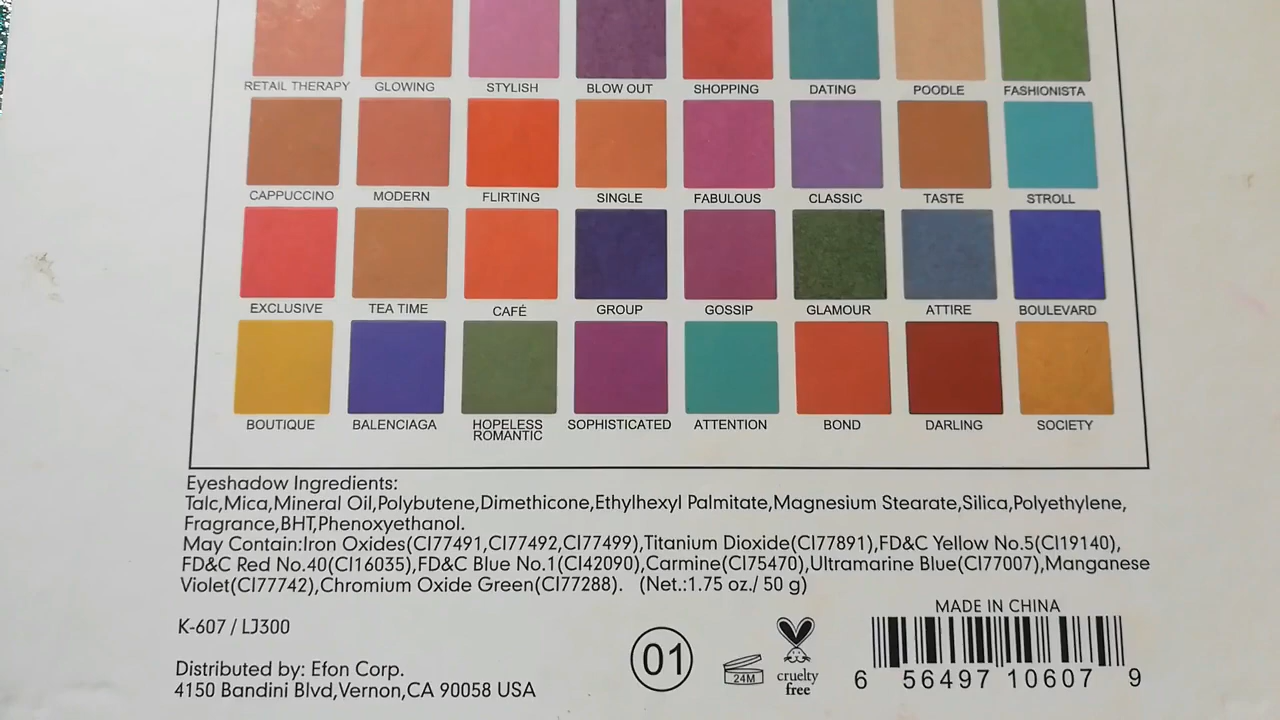 RETAIL THERAPY GLOWING STYLISH BLOW OUT SHOPPING DATING POODLE FASHIONISTA
CAPPUCCINO MODERN FLIRTING SINGLE FABULOUS CLASSIC TASTE STROLL
EXCLUSIVE TEA TIME CAFÉ GROUP GOSSIP GLAMOUR ATTIRE BOULEVARD
BOUTIQUE BALENCIAGA HOPELESS SOPHISTICATED ATTENTION BOND DARLING SOCIETY
ROMANTIC
Eyeshadow Ingredients:
Talc,Mica,Mineral Oil,Polybutene,Dimethicone,Ethylhexyl Palmitate,Magnesium Stearate,Silica,Polyethylene,
Fragrance,BHT,Phenoxyethanol.
May Contain:Iron Oxides(CI77491,CI77492,CI77499),Titanium Dioxide(CI77891),FD&C Yellow No.5(CI19140),
FD&C Red No.40(CI16035),FD&C Blue No.1(CI42090),Carmine(CI75470),Ultramarine Blue(CI77007),Manganese
Violet(CI77742),Chromium Oxide Green(CI77288). (Net.:1.75 oz./ 50 g)
MADE IN CHINA
K-607 / LJ300
01
24M
cruelty
free
6 56497 10607 9
Distributed by: Efon Corp.
4150 Bandini Blvd,Vernon,CA 90058 USA